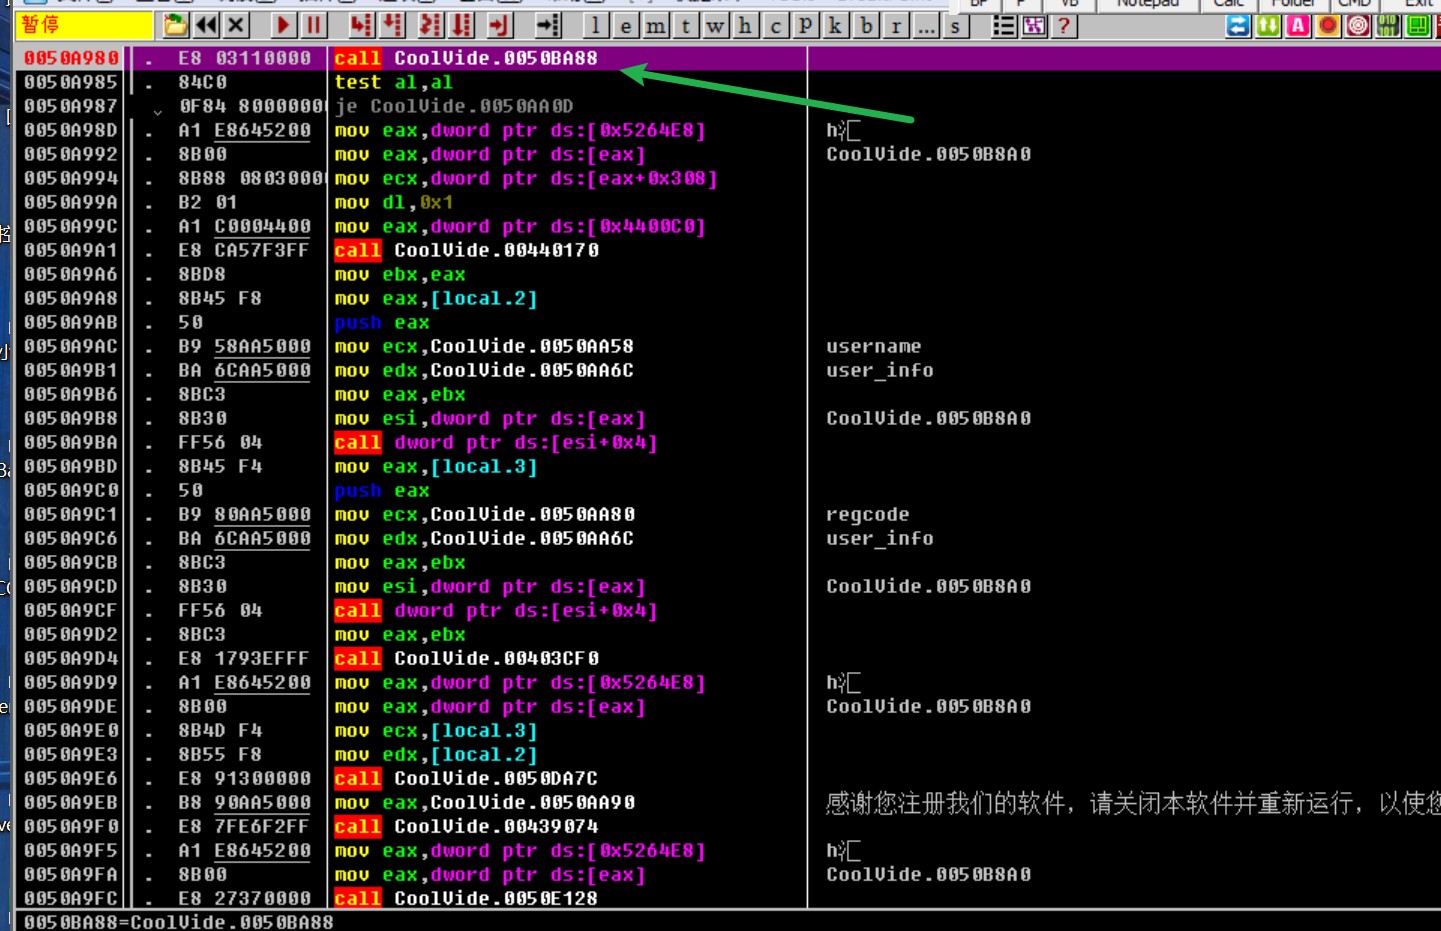 BP P VB Notepad Calc Folder CMD Exit
暂停 l e m t w h c P k b r ... s ?
0050A980 . E8 03110000 call CoolVide.0050BA88
0050A985 . 84C0 test al,al
0050A987 . 0F84 8000000 je CoolVide.0050AA0D
0050A98D . A1 E8645200 mov eax,dword ptr ds:[0x5264E8]
0050A992 . 8B00 mov eax,dword ptr ds:[eax] CoolVide.0050B8A0
0050A994 . 8B88 0803000 mov ecx,dword ptr ds:[eax+0x308]
0050A99A . B2 01 mov dl,0x1
0050A99C . A1 C0004400 mov eax,dword ptr ds:[0x4400C0]
0050A9A1 . E8 CA57F3FF call CoolVide.00440170
0050A9A6 . 8BD8 mov ebx,eax
0050A9A8 . 8B45 F8 mov eax,[local.2]
0050A9AB . 50 push eax
0050A9AC . B9 58AA5000 mov ecx,CoolVide.0050AA58 username
0050A9B1 . BA 6CAA5000 mov edx,CoolVide.0050AA6C user_info
0050A9B6 . 8BC3 mov eax,ebx
0050A9B8 . 8B30 mov esi,dword ptr ds:[eax] CoolVide.0050B8A0
0050A9BA . FF56 04 call dword ptr ds:[esi+0x4]
0050A9BD . 8B45 F4 mov eax,[local.3]
0050A9C0 . 50 push eax
0050A9C1 . B9 80AA5000 mov ecx,CoolVide.0050AA80 regcode
0050A9C6 . BA 6CAA5000 mov edx,CoolVide.0050AA6C user_info
0050A9CB . 8BC3 mov eax,ebx
0050A9CD . 8B30 mov esi,dword ptr ds:[eax] CoolVide.0050B8A0
0050A9CF . FF56 04 call dword ptr ds:[esi+0x4]
0050A9D2 . 8BC3 mov eax,ebx
0050A9D4 . E8 1793EFFF call CoolVide.00403CF0
0050A9D9 . A1 E8645200 mov eax,dword ptr ds:[0x5264E8]
0050A9DE . 8B00 mov eax,dword ptr ds:[eax] CoolVide.0050B8A0
0050A9E0 . 8B4D F4 mov ecx,[local.3]
0050A9E3 . 8B55 F8 mov edx,[local.2]
0050A9E6 . E8 91300000 call CoolVide.0050DA7C
0050A9EB . B8 90AA5000 mov eax,CoolVide.0050AA90 感谢您注册我们的软件，请关闭本软件并重新运行，以使您
0050A9F0 . E8 7FE6F2FF call CoolVide.00439074
0050A9F5 . A1 E8645200 mov eax,dword ptr ds:[0x5264E8]
0050A9FA . 8B00 mov eax,dword ptr ds:[eax] CoolVide.0050B8A0
0050A9FC . E8 27370000 call CoolVide.0050E128
0050BA88=CoolVide.0050BA88